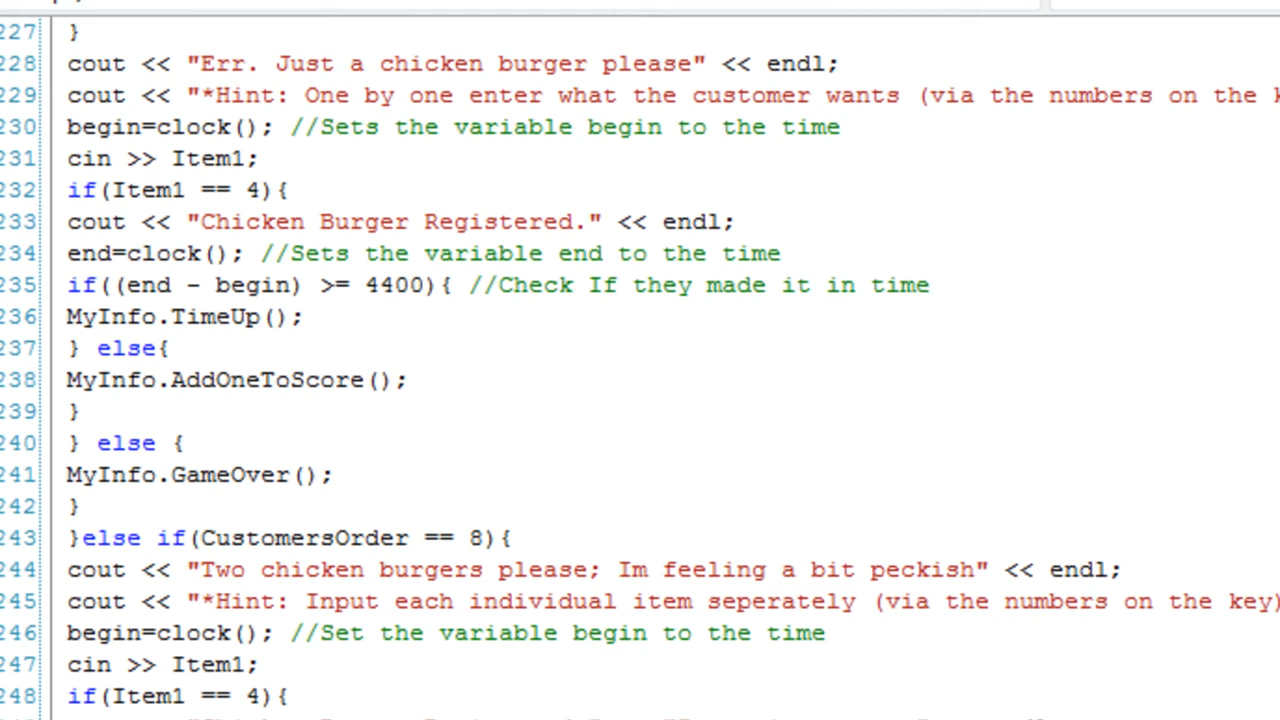 227 }
228 cout << "Err. Just a chicken burger please" << endl;
229 cout << "*Hint: One by one enter what the customer wants (via the numbers on the
230 begin=clock(); //Sets the variable begin to the time
231 cin >> Item1;
232 if(Item1 == 4){
233 cout << "Chicken Burger Registered." << endl;
234 end=clock(); //Sets the variable end to the time
235 if((end - begin) >= 4400){ //Check If they made it in time
236 MyInfo.TimeUp();
237 } else{
238 MyInfo.AddOneToScore();
239 }
240 } else {
241 MyInfo.GameOver();
242 }
243 }else if(CustomersOrder == 8){
244 cout << "Two chicken burgers please; Im feeling a bit peckish" << endl;
245 cout << "*Hint: Input each individual item seperately (via the numbers on the key)
246 begin=clock(); //Set the variable begin to the time
247 cin >> Item1;
248 if(Item1 == 4){